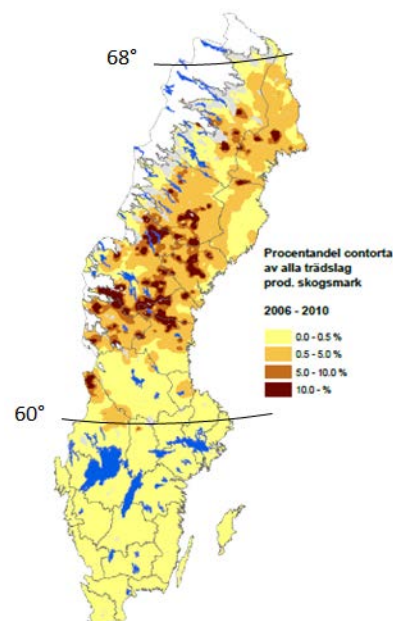 68°
Procentandel contorta
av alla trädslag
prod. skogsmark
2006 - 2010
0.0 - 0.5 %
0.5 - 5.0 %
5.0 - 10.0 %
10.0 - %
60°